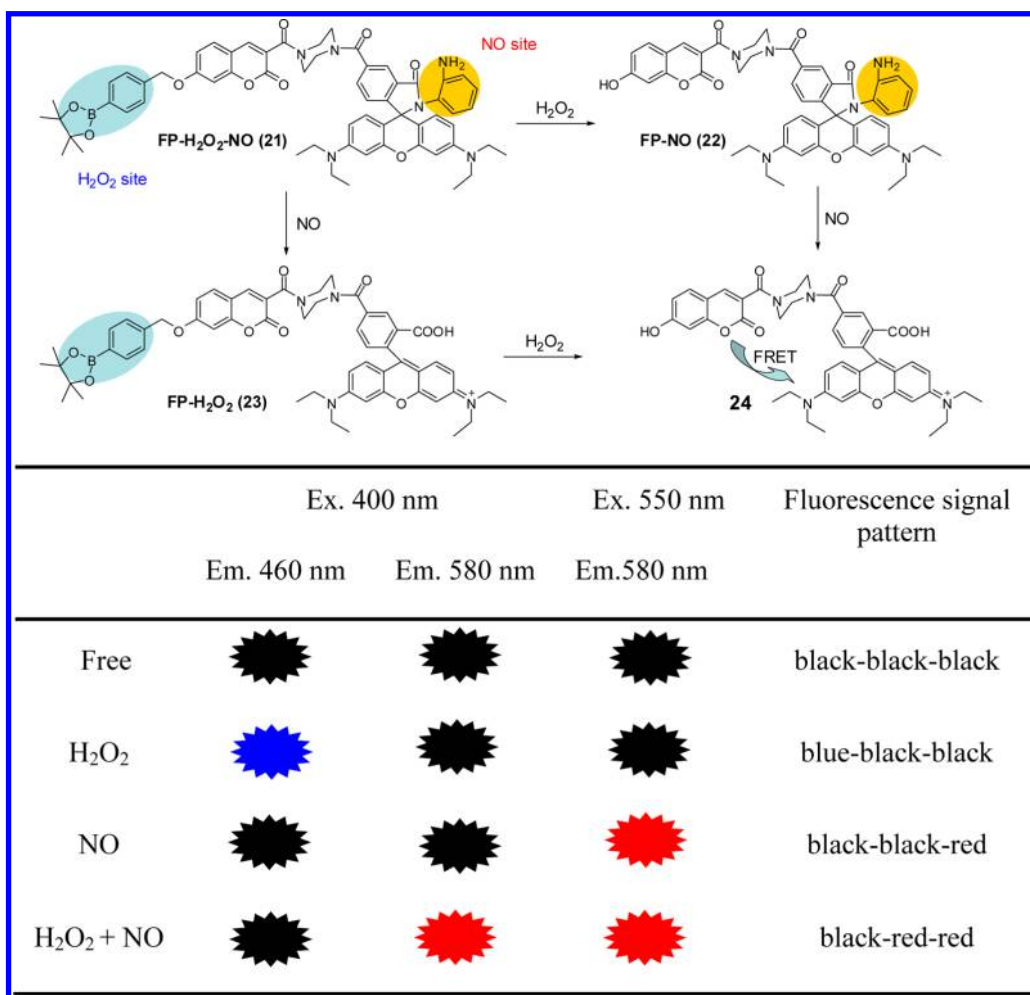 NO site
NH₂
H₂O₂
FP-H₂O₂-NO (21)
FP-NO (22)
H₂O₂ site
NO
NO
COOH
COOH
H₂O₂
FRET
FP-H₂O₂ (23)
24
Ex. 400 nm Ex. 550 nm Fluorescence signal
pattern
Em. 460 nm Em. 580 nm Em.580 nm
Free black-black-black
H₂O₂ blue-black-black
NO black-black-red
H₂O₂ + NO black-red-red